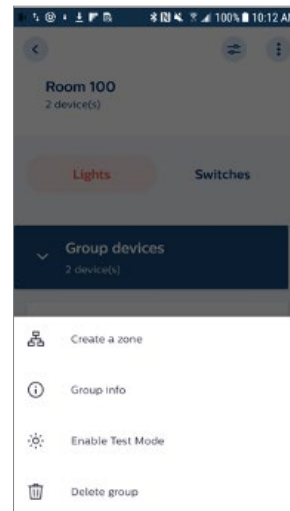 100% 10:12 AM
Room 100
2 device(s)
Lights
Switches
Group devices
2 device(s)
Create a zone
Group info
Enable Test Mode
Delete group